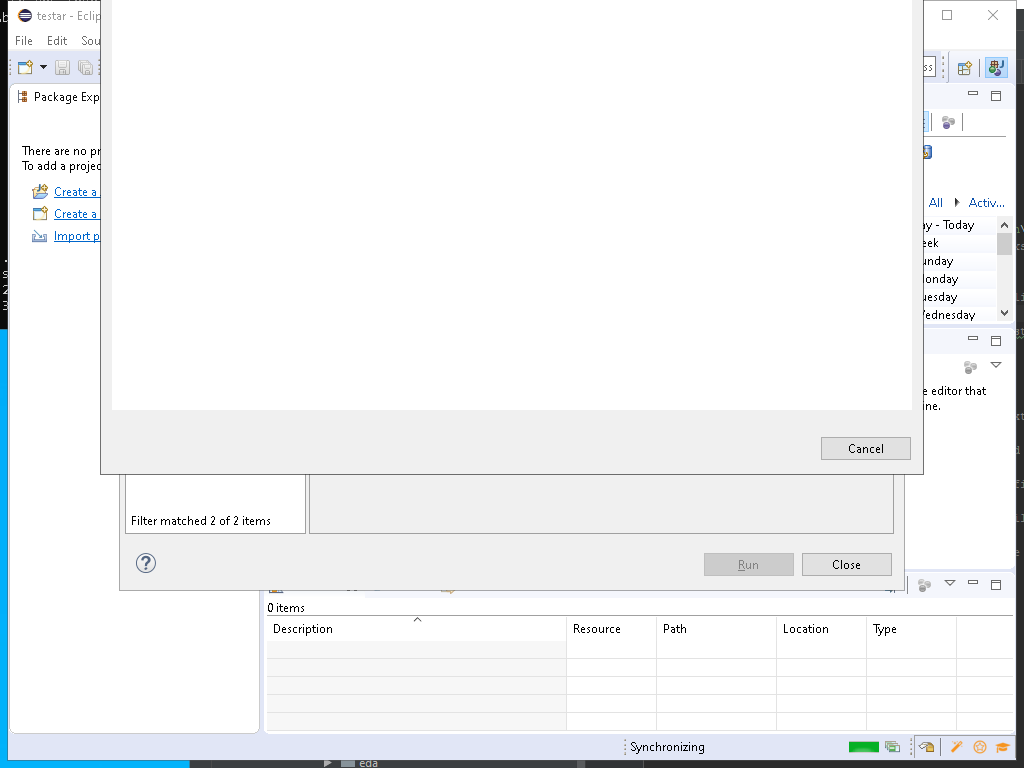 testar - Eclip
File Edit Sou
ss
Package Exp
There are no pr
To add a projec
Create a
Create a
Import p
All Activ...
ay - Today
eek
unday
londay
uesday
Vednesday
e editor that
ine.
Cancel
Filter matched 2 of 2 items
?
Run Close
0 items
Description Resource Path Location Type
Synchronizing
eda